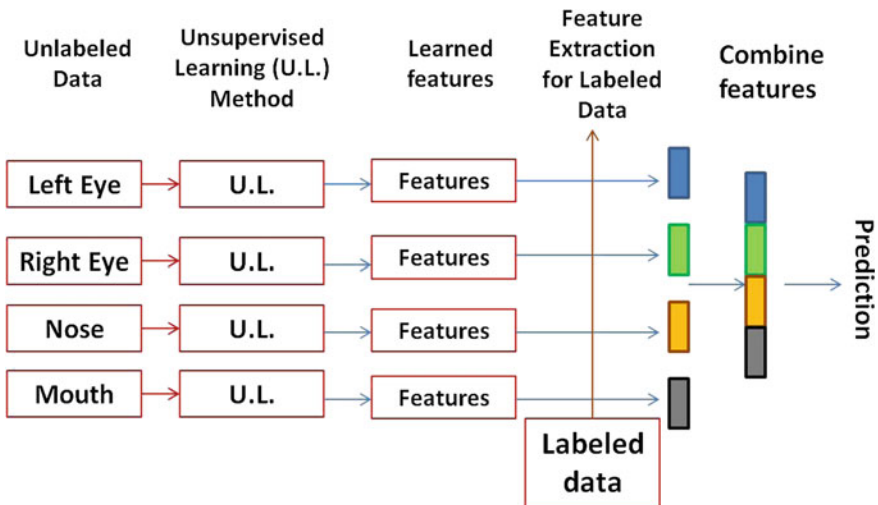 Unlabeled
Data
Unsupervised
Learning (U.L.)
Method
Learned
features
Feature
Extraction
for Labeled
Data
Combine
features
Left Eye
U.L.
Features
Right Eye
U.L.
Features
Nose
U.L.
Features
Mouth
U.L.
Features
Labeled
data
Prediction